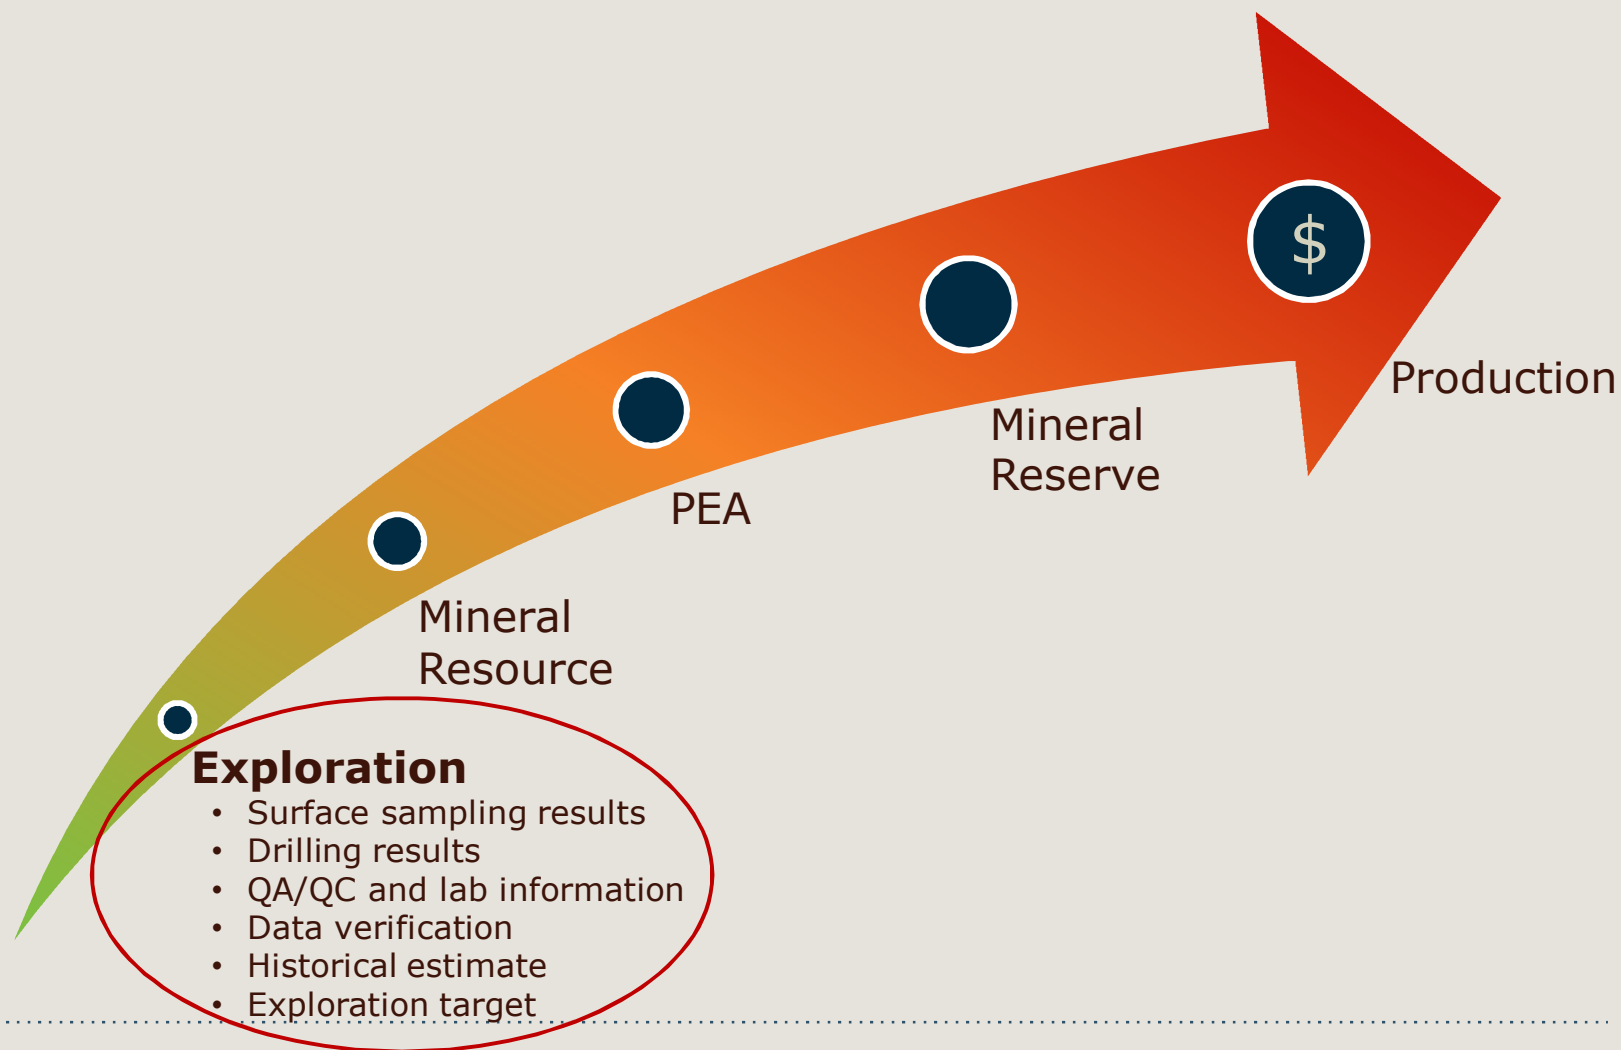 $
Production
Mineral
Reserve
PEA
Mineral
Resource
Exploration
• Surface sampling results
• Drilling results
• QA/QC and lab information
• Data verification
• Historical estimate
• Exploration target